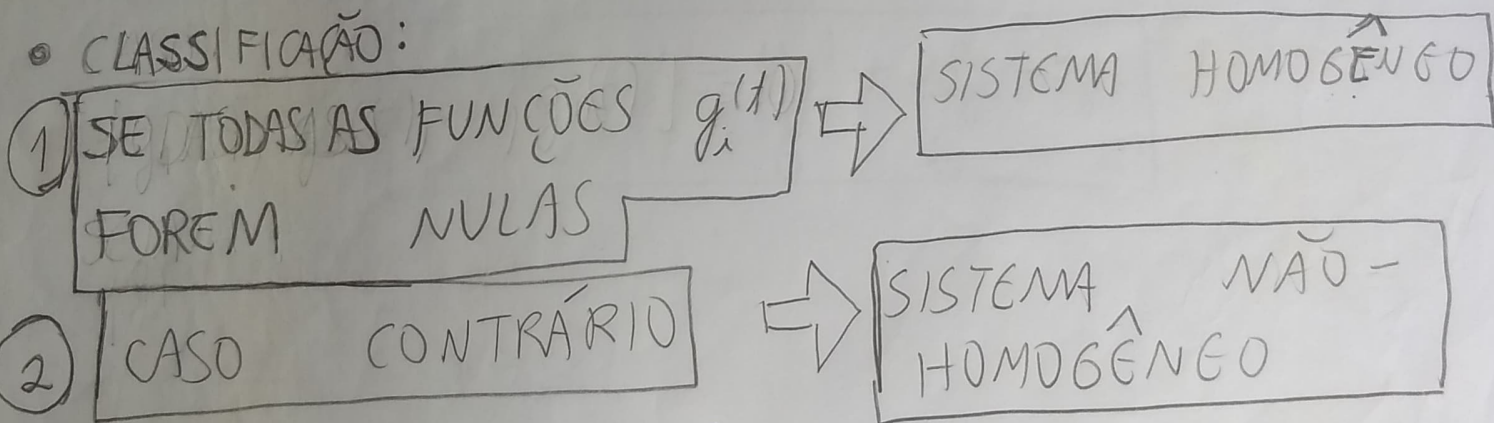 • CLASSIFICAÇÃO:
1 SE TODAS AS FUNÇÕES gᵢ(t)
FOREM NULAS
SISTEMA HOMOGÊNEO
2 CASO CONTRÁRIO
SISTEMA NÃO-
HOMOGÊNEO